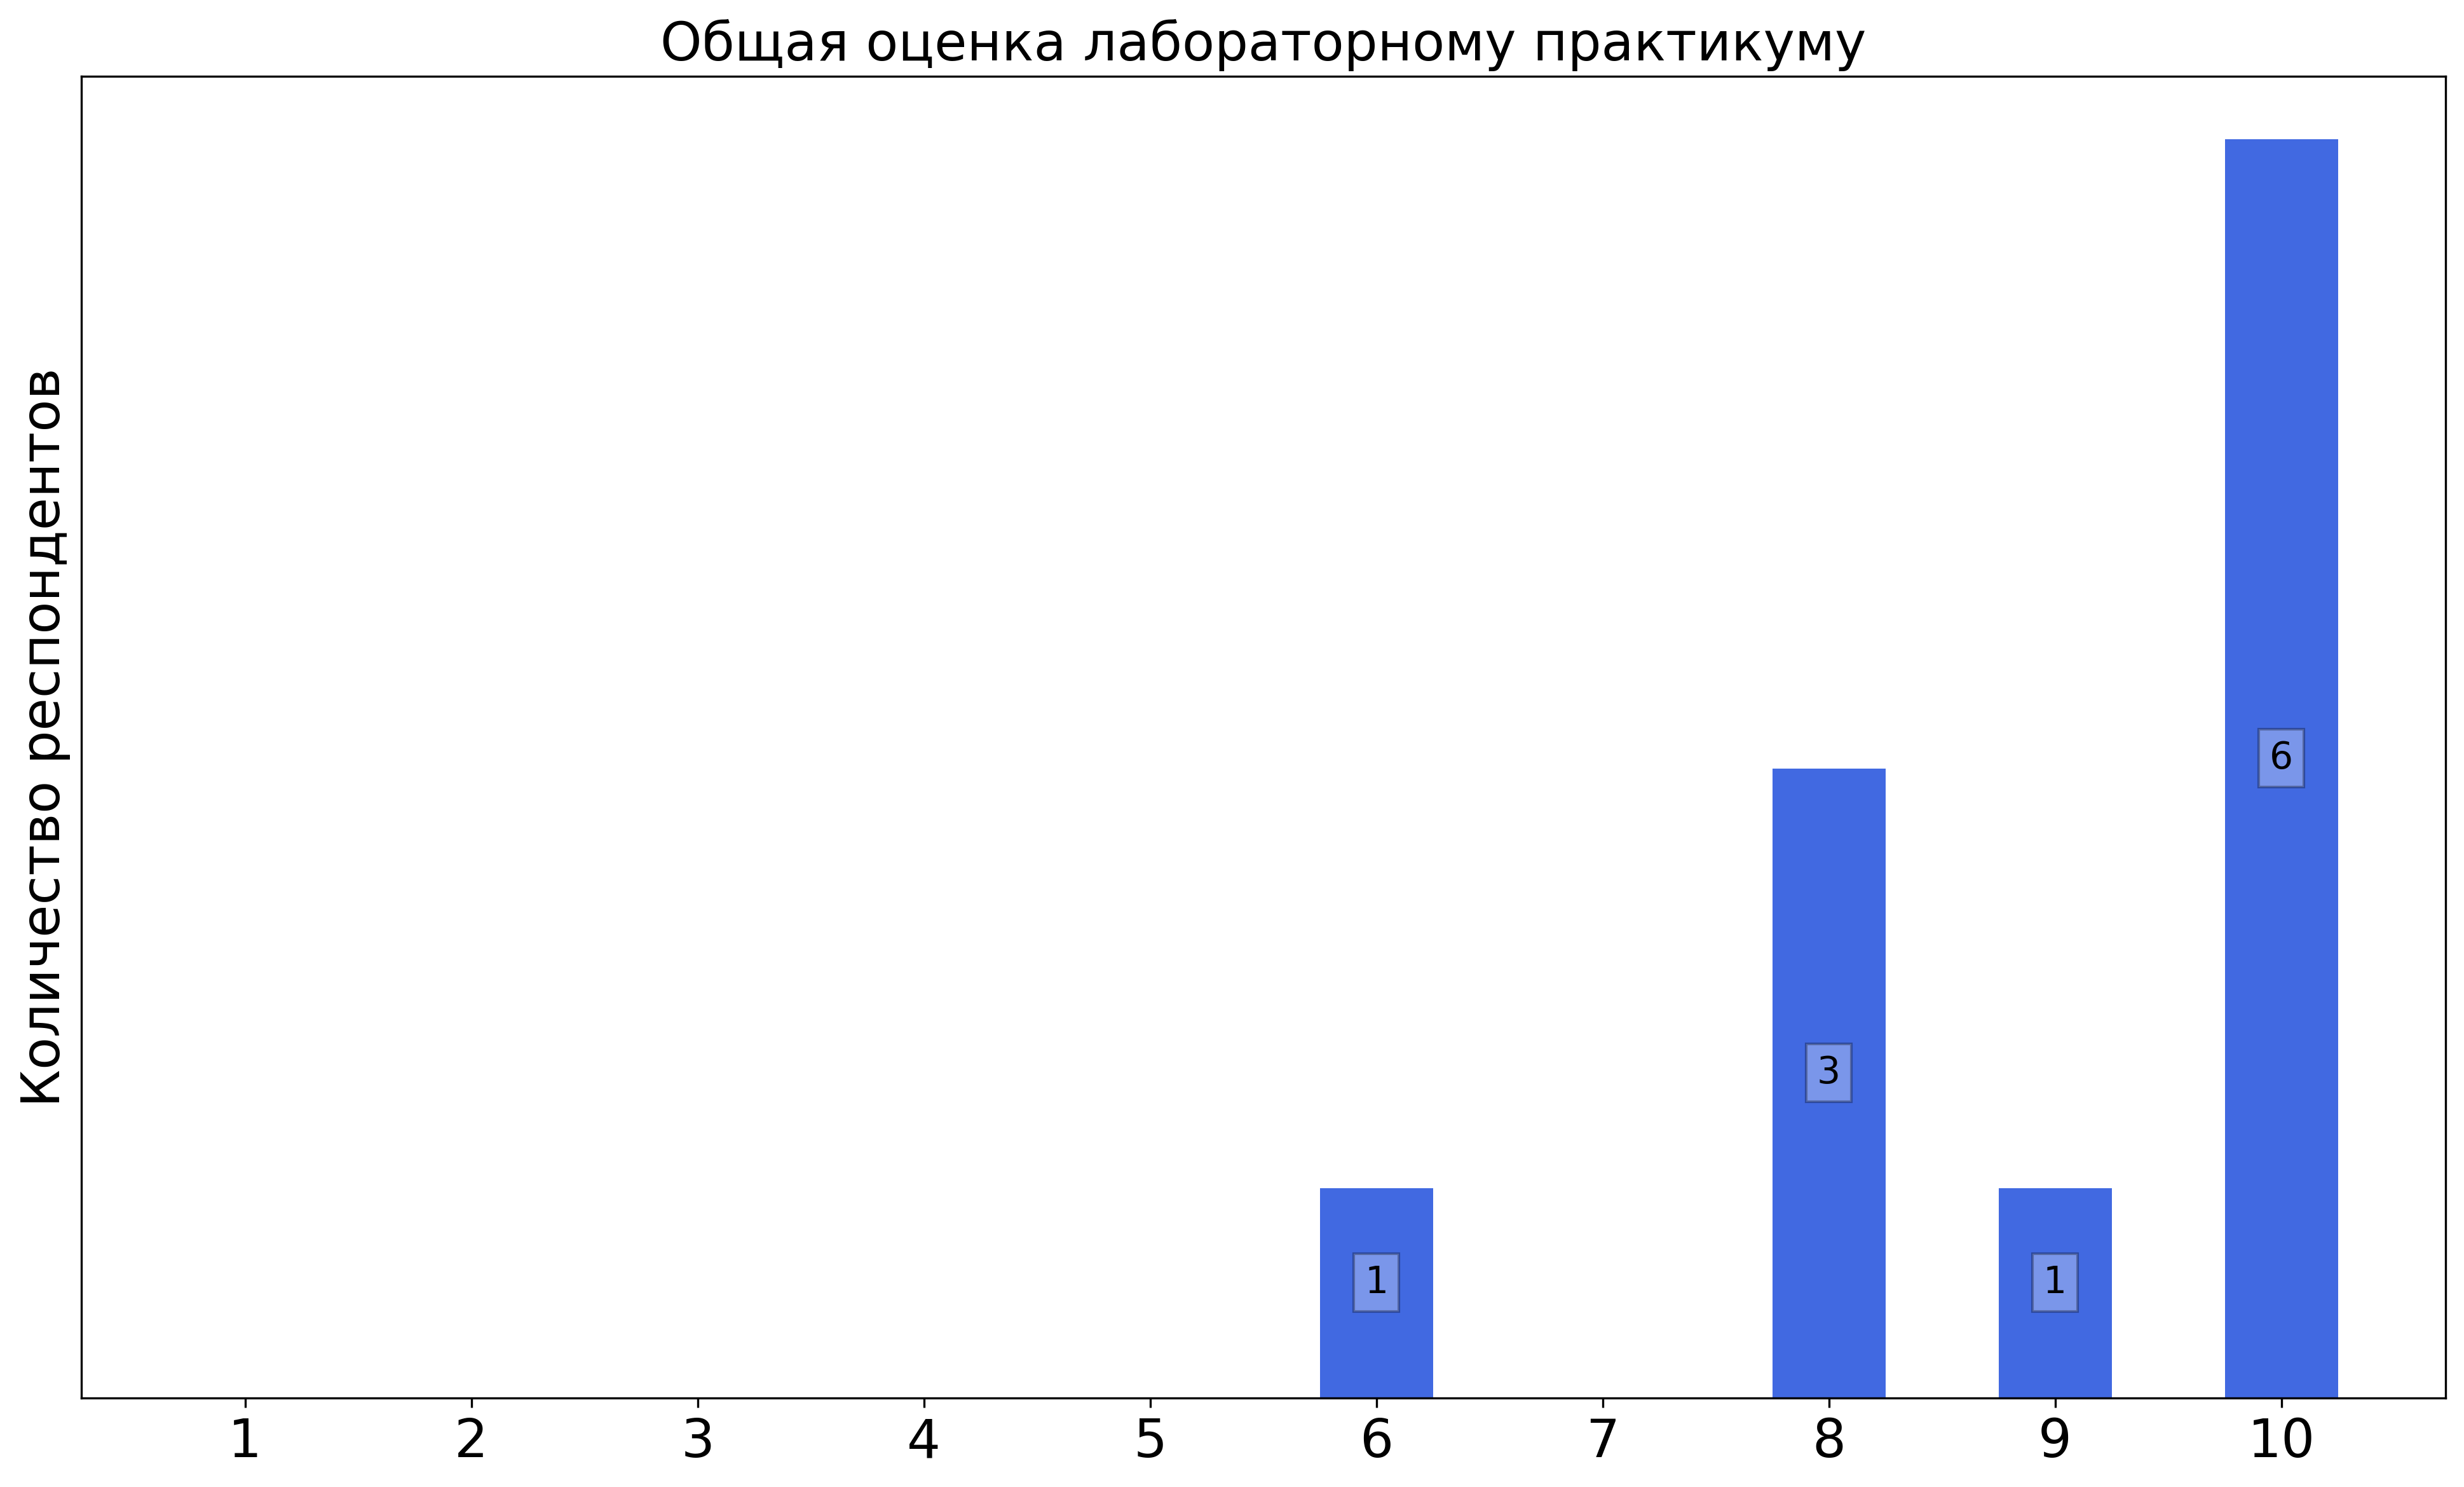 Общая оценка лабораторному практикуму
Количество респондентов
6
3
1 1
1 2 3 4 5 6 7 8 9 10